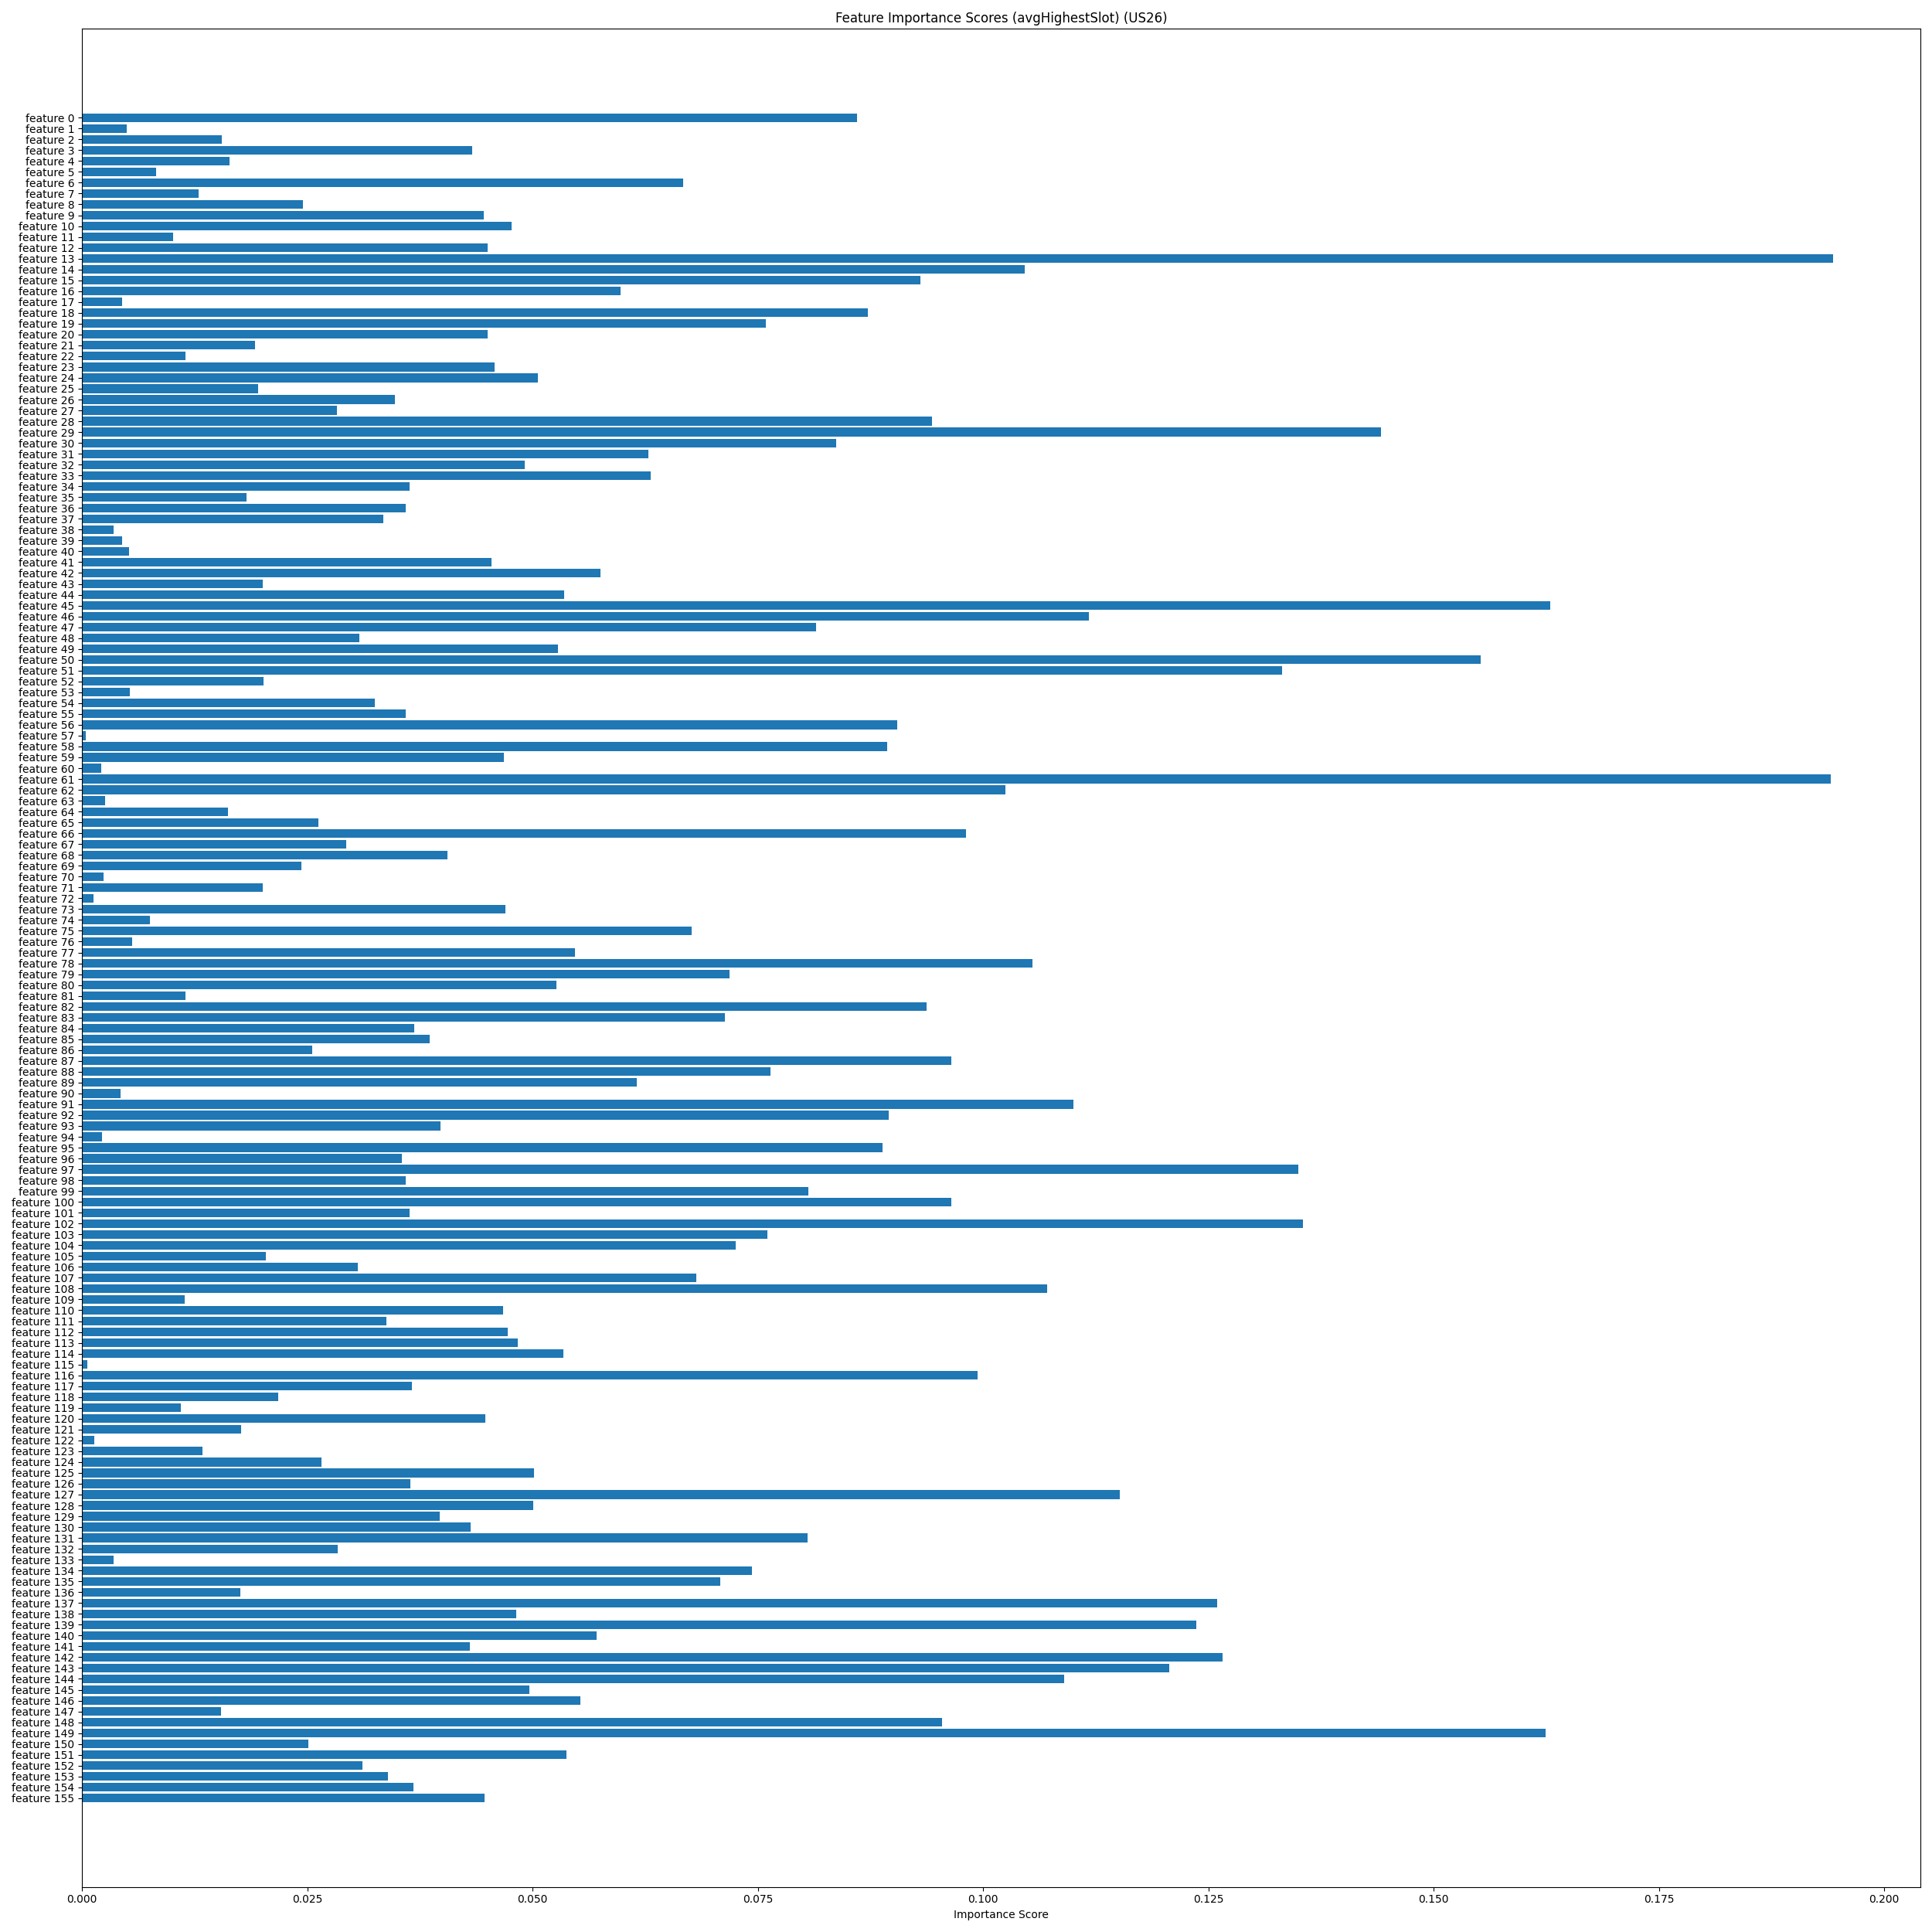 Feature Importance Scores (avgHighestSlot) (US26)
feature 0
feature 1
feature 2
feature 3
feature 4
feature 5
feature 6
feature 7
feature 8
feature 9
feature 10
feature 11
feature 12
feature 13
feature 14
feature 15
feature 16
feature 17
feature 18
feature 19
feature 20
feature 21
feature 22
feature 23
feature 24
feature 25
feature 26
feature 27
feature 28
feature 29
feature 30
feature 31
feature 32
feature 33
feature 34
feature 35
feature 36
feature 37
feature 38
feature 39
feature 40
feature 41
feature 42
feature 43
feature 44
feature 45
feature 46
feature 47
feature 48
feature 49
feature 50
feature 51
feature 52
feature 53
feature 54
feature 55
feature 56
feature 57
feature 58
feature 59
feature 60
feature 61
feature 62
feature 63
feature 64
feature 65
feature 66
feature 67
feature 68
feature 69
feature 70
feature 71
feature 72
feature 73
feature 74
feature 75
feature 76
feature 77
feature 78
feature 79
feature 80
feature 81
feature 82
feature 83
feature 84
feature 85
feature 86
feature 87
feature 88
feature 89
feature 90
feature 91
feature 92
feature 93
feature 94
feature 95
feature 96
feature 97
feature 98
feature 99
feature 100
feature 101
feature 102
feature 103
feature 104
feature 105
feature 106
feature 107
feature 108
feature 109
feature 110
feature 111
feature 112
feature 113
feature 114
feature 115
feature 116
feature 117
feature 118
feature 119
feature 120
feature 121
feature 122
feature 123
feature 124
feature 125
feature 126
feature 127
feature 128
feature 129
feature 130
feature 131
feature 132
feature 133
feature 134
feature 135
feature 136
feature 137
feature 138
feature 139
feature 140
feature 141
feature 142
feature 143
feature 144
feature 145
feature 146
feature 147
feature 148
feature 149
feature 150
feature 151
feature 152
feature 153
feature 154
feature 155
0.000 0.025 0.050 0.075 0.100 0.125 0.150 0.175 0.200
Importance Score